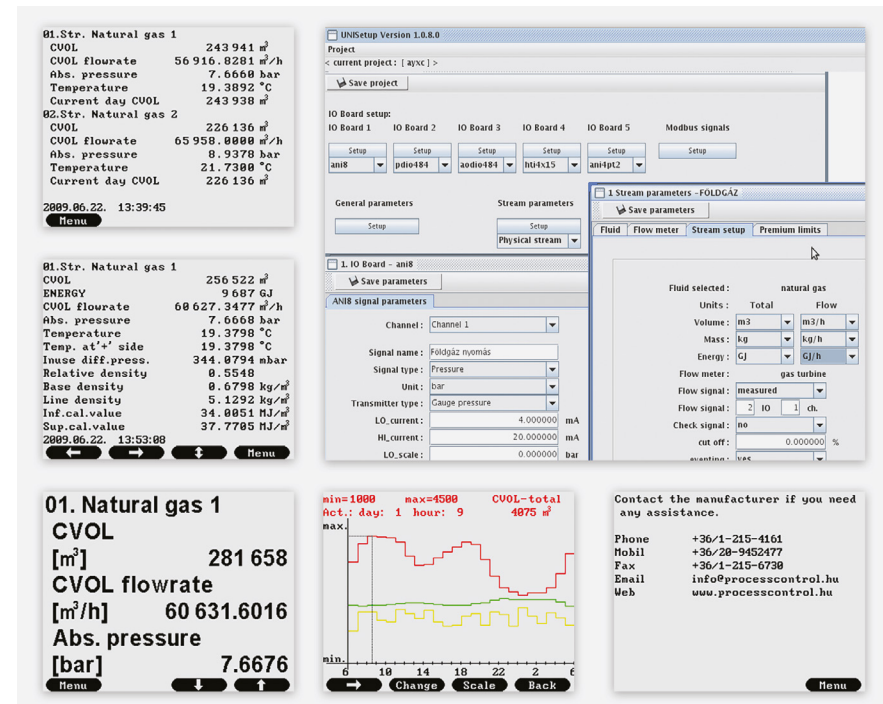 01.Str. Natural gas 1
CVOL 243 941 m³
CVOL flowrate 56 916.8281 m³/h
Abs. pressure 7.6660 bar
Temperature 19.3892 °C
Current day CVOL 243 938 m³
02.Str. Natural gas 2
CVOL 226 136 m³
CVOL flowrate 65 958.0000 m³/h
Abs. pressure 8.9378 bar
Temperature 21.7300 °C
Current day CVOL 226 136 m³
2009.06.22. 13:39:45
Menu
UNISetup Version 1.0.8.0
Project
< current project : [ ayxc ] >
Save project
IO Board setup:
IO Board 1 IO Board 2 IO Board 3 IO Board 4 IO Board 5 Modbus signals
Setup Setup Setup Setup Setup Setup
ani8 pdio484 aodio484 hti4x15 ani4pt2
General parameters Stream parameters
Setup Setup
Physical stream
1 Stream parameters -FÖLDGÁZ
Save parameters
Fluid Flow meter Stream setup Premium limits
Fluid selected : natural gas
Units : Total Flow
Volume : m3 m3/h
Mass : kg kg/h
Energy : GJ GJ/h
Flow meter : gas turbine
Flow signal : measured
Flow signal : 2 IO 1 ch.
Check signal : no
cut off : 0.000000 %
eventing : yes
1. IO Board - ani8
Save parameters
ANI8 signal parameters
Channel : Channel 1
Signal name : Földgáz nyomás
Signal type : Pressure
Unit : bar
Transmitter type : Gauge pressure
LO_current : 4.000000 mA
HI_current : 20.000000 mA
LO_scale : 0.000000 bar
01.Str. Natural gas 1
CVOL 256 522 m³
ENERGY 9 687 GJ
CVOL flowrate 60 627.3477 m³/h
Abs. pressure 7.6668 bar
Temperature 19.3798 °C
Temp. at'+' side 19.3798 °C
Inuse diff.press. 344.0794 mbar
Relative density 0.5548
Base density 0.6798 kg/m³
Line density 5.1292 kg/m³
Inf.cal.value 34.0051 MJ/m³
Sup.cal.value 37.7705 MJ/m³
2009.06.22. 13:53:08
Menu
01. Natural gas 1
CVOL
[m³] 281 658
CVOL flowrate
[m³/h] 60 631.6016
Abs. pressure
[bar] 7.6676
Menu
min=1000 max=4500 CVOL-total
Act.: day: 1 hour: 9 4075 m³
max.
min.
6 10 14 18 22 2 6
Change Scale Back
Contact the manufacturer if you need
any assistance.
Phone +36/1-215-4161
Mobil +36/20-9452477
Fax +36/1-215-6730
Email info@processcontrol.hu
Web www.processcontrol.hu
Menu